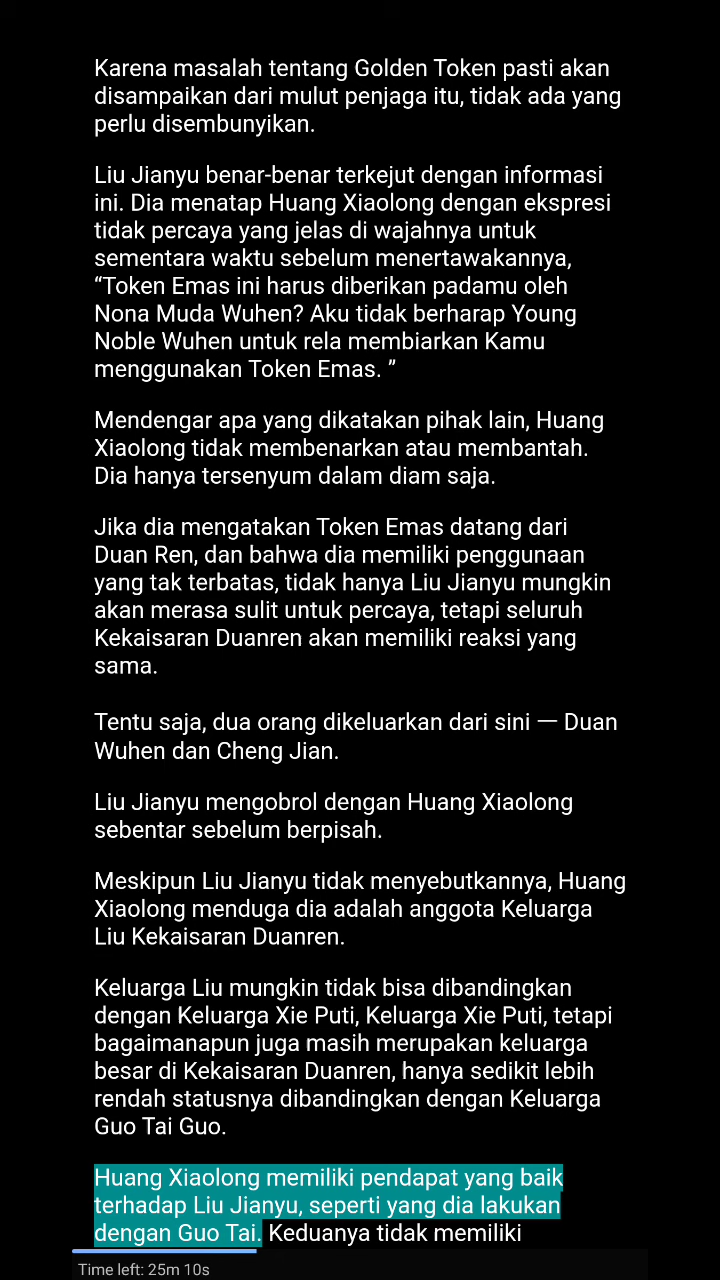 Karena masalah tentang Golden Token pasti akan
disampaikan dari mulut penjaga itu, tidak ada yang
perlu disembunyikan.
Liu Jianyu benar-benar terkejut dengan informasi
ini. Dia menatap Huang Xiaolong dengan ekspresi
tidak percaya yang jelas di wajahnya untuk
sementara waktu sebelum menertawakannya,
“Token Emas ini harus diberikan padamu oleh
Nona Muda Wuhen? Aku tidak berharap Young
Noble Wuhen untuk rela membiarkan Kamu
menggunakan Token Emas. ”
Mendengar apa yang dikatakan pihak lain, Huang
Xiaolong tidak membenarkan atau membantah.
Dia hanya tersenyum dalam diam saja.
Jika dia mengatakan Token Emas datang dari
Duan Ren, dan bahwa dia memiliki penggunaan
yang tak terbatas, tidak hanya Liu Jianyu mungkin
akan merasa sulit untuk percaya, tetapi seluruh
Kekaisaran Duanren akan memiliki reaksi yang
sama.
Tentu saja, dua orang dikeluarkan dari sini — Duan
Wuhen dan Cheng Jian.
Liu Jianyu mengobrol dengan Huang Xiaolong
sebentar sebelum berpisah.
Meskipun Liu Jianyu tidak menyebutkannya, Huang
Xiaolong menduga dia adalah anggota Keluarga
Liu Kekaisaran Duanren.
Keluarga Liu mungkin tidak bisa dibandingkan
dengan Keluarga Xie Puti, Keluarga Xie Puti, tetapi
bagaimanapun juga masih merupakan keluarga
besar di Kekaisaran Duanren, hanya sedikit lebih
rendah statusnya dibandingkan dengan Keluarga
Guo Tai Guo.
Huang Xiaolong memiliki pendapat yang baik
terhadap Liu Jianyu, seperti yang dia lakukan
dengan Guo Tai. Keduanya tidak memiliki
Time left: 25m 10s